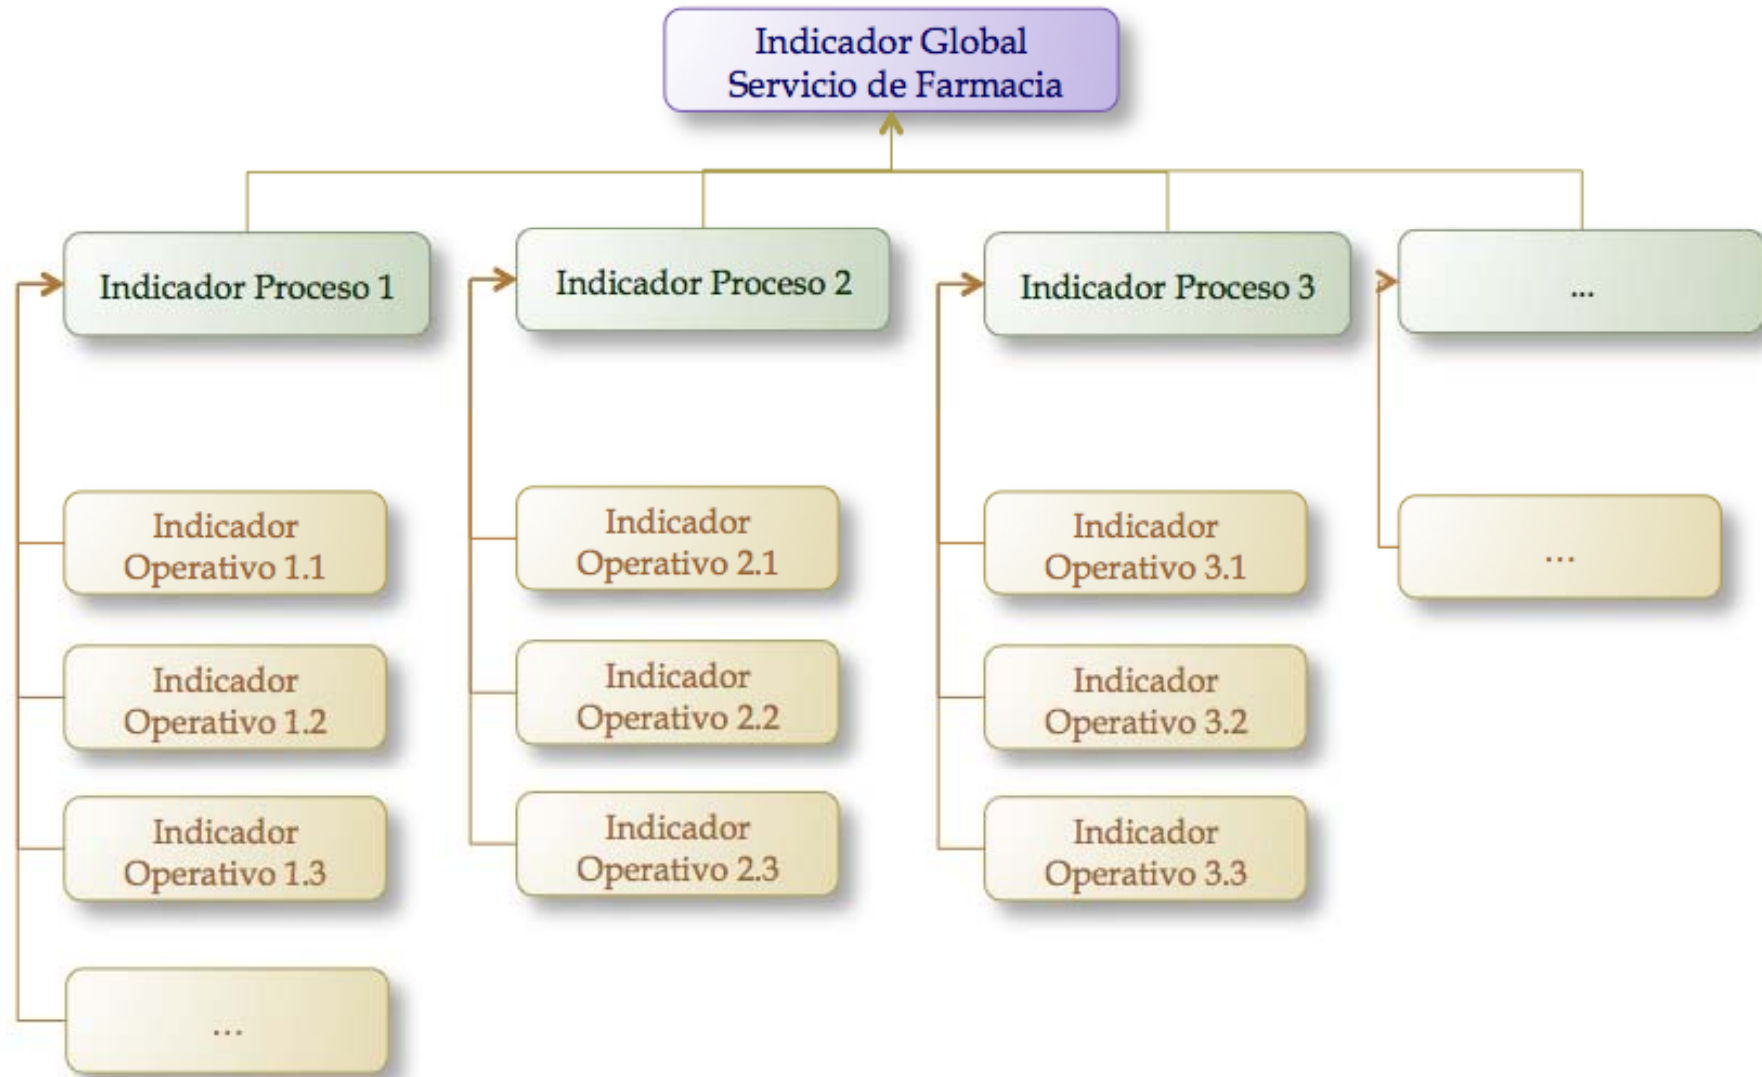 Indicador Global
Servicio de Farmacia
Indicador Proceso 1
Indicador Proceso 2
Indicador Proceso 3
...
Indicador
Operativo 1.1
Indicador
Operativo 2.1
Indicador
Operativo 3.1
...
Indicador
Operativo 1.2
Indicador
Operativo 2.2
Indicador
Operativo 3.2
Indicador
Operativo 1.3
Indicador
Operativo 2.3
Indicador
Operativo 3.3
...